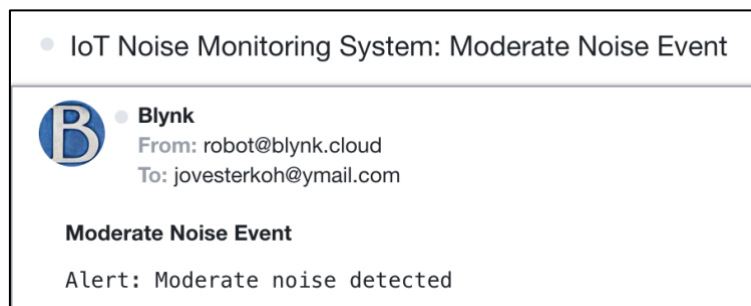 IoT Noise Monitoring System: Moderate Noise Event
B
Blynk
From: robot@blynk.cloud
To: jovesterkoh@ymail.com
Moderate Noise Event
Alert: Moderate noise detected